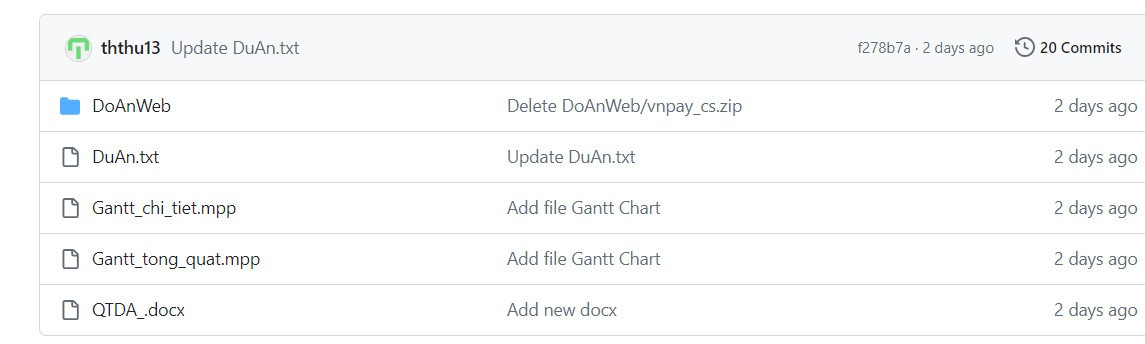 ththu13 Update DuAn.txt f278b7a · 2 days ago 20 Commits
DoAnWeb Delete DoAnWeb/vnpay_cs.zip 2 days ago
DuAn.txt Update DuAn.txt 2 days ago
Gantt_chi_tiet.mpp Add file Gantt Chart 2 days ago
Gantt_tong_quat.mpp Add file Gantt Chart 2 days ago
QTDA_.docx Add new docx 2 days ago